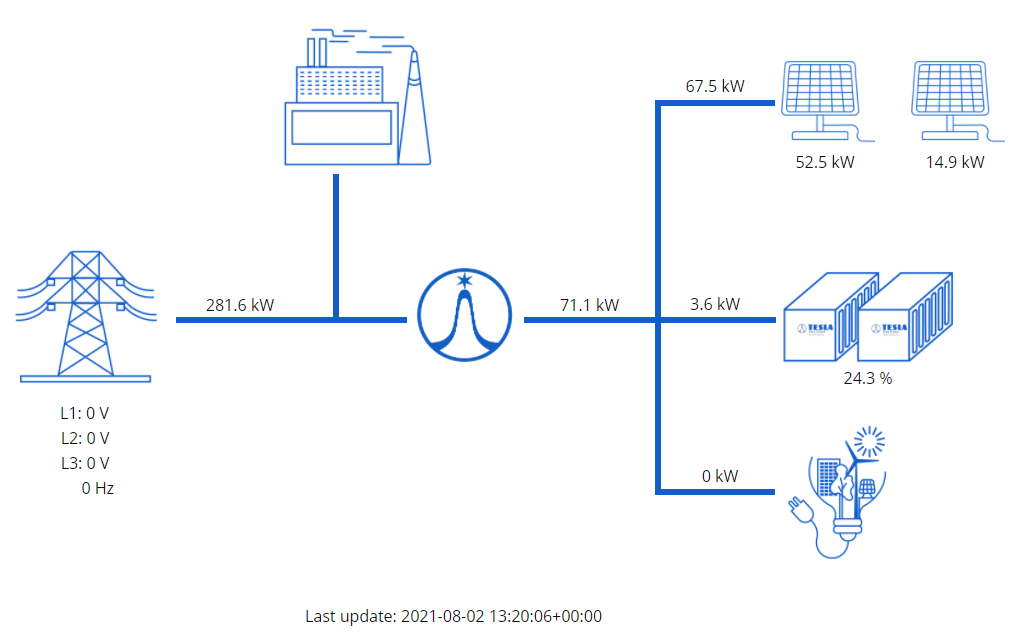 67.5 kW
52.5 kW
14.9 kW
281.6 kW
71.1 kW
3.6 kW
TESLA
TESLA
24.3 %
L1: 0 V
L2: 0 V
L3: 0 V
0 Hz
0 kW
Last update: 2021-08-02 13:20:06+00:00